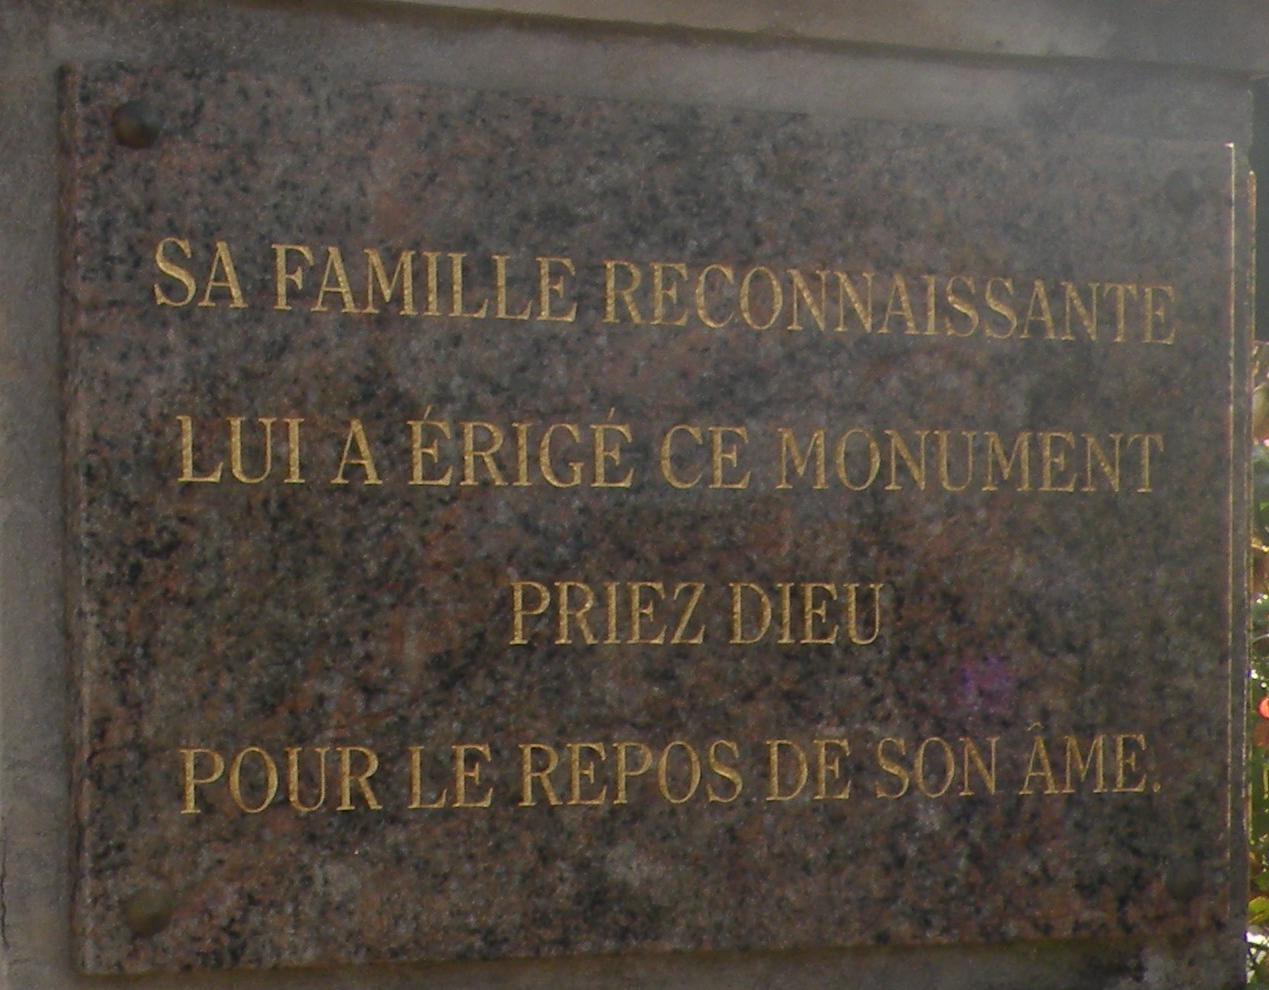 SA FAMILLE RECONNAISSANTE
LUI A ÉRIGÉ CE MONUMENT
PRIEZ DIEU
POUR LE REPOS DE SON ÂME.